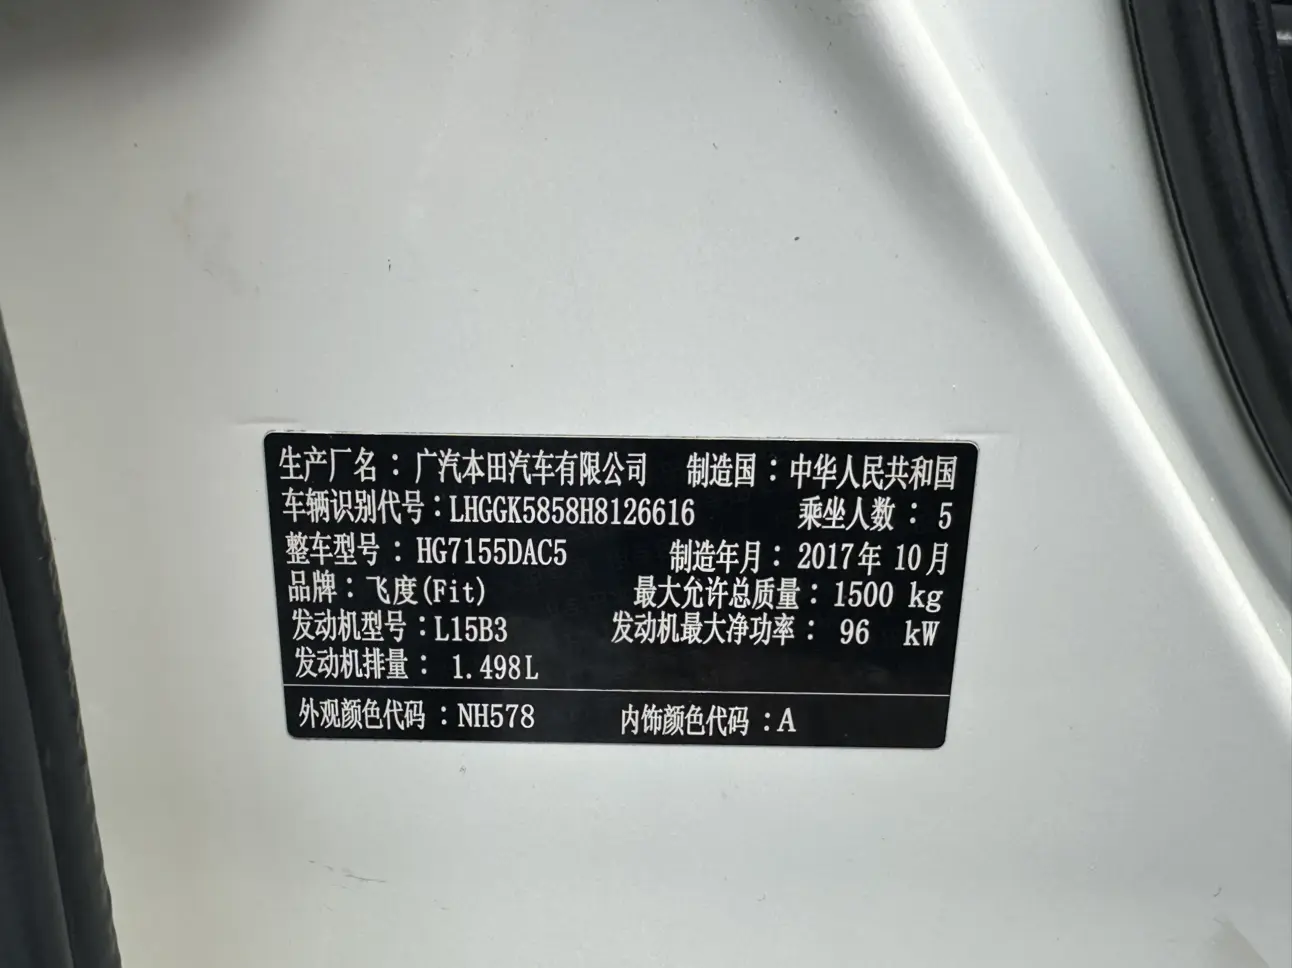 生产厂名：广汽本田汽车有限公司 制造国：中华人民共和国
车辆识别代号：LHGGK5858H8126616 乘坐人数：5
整车型号：HG7155DAC5 制造年月：2017年10月
品牌：飞度(Fit) 最大允许总质量：1500 kg
发动机型号：L15B3 发动机最大净功率：96 kW
发动机排量：1.498L
外观颜色代码：NH578 内饰颜色代码：A